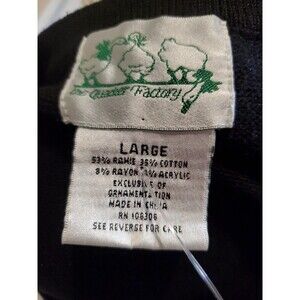 The Quacker Factory
LARGE
53% RAMIE 35% COTTON
8% RAYON 4% ACRYLIC
EXCLUSIVE OF
ORNAMENTATION
MADE IN CHINA
RN 106306
SEE REVERSE FOR CARE